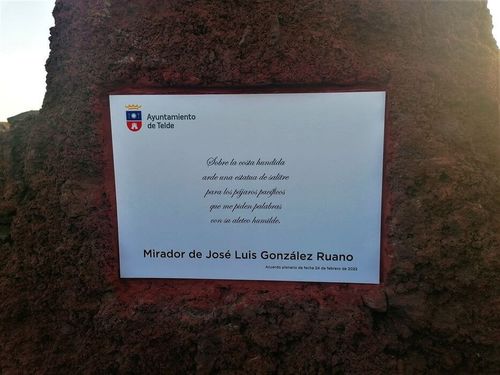 Ayuntamiento
de Telde
Sobre la costa hundida
arde una estatua de salitre
para los pájaros pacíficos
que me piden palabras
con su aleteo humilde.
Mirador de José Luis González Ruano
Acuerdo plenario de fecha 24 de febrero de 2023